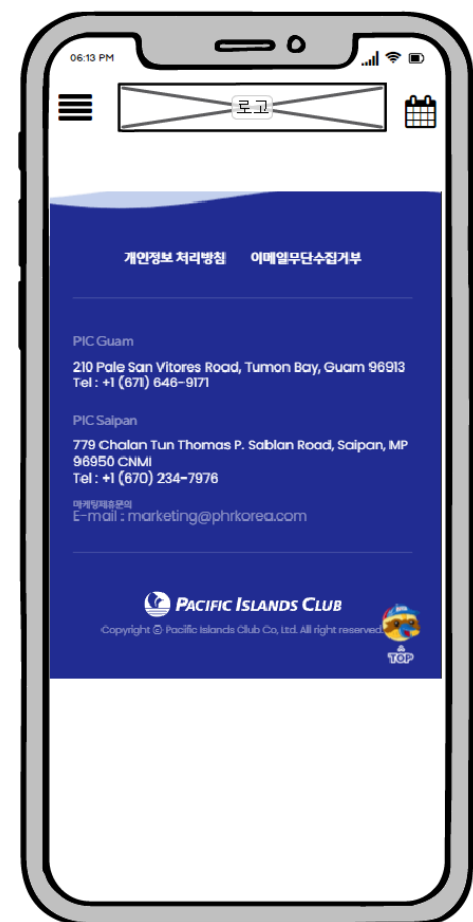 06:13 PM
로고
개인정보 처리방침 이메일무단수집거부
PIC Guam
210 Pale San Vitores Road, Tumon Bay, Guam 96913
Tel : +1 (671) 646-9171
PIC Saipan
779 Chalan Tun Thomas P. Sablan Road, Saipan, MP
96950 CNMI
Tel : +1 (670) 234-7976
마케팅제휴문의
E-mail : marketing@phrkorea.com
PACIFIC ISLANDS CLUB
Copyright ⓒ Pacific Islands Club Co, Ltd. All right reserved.
TOP